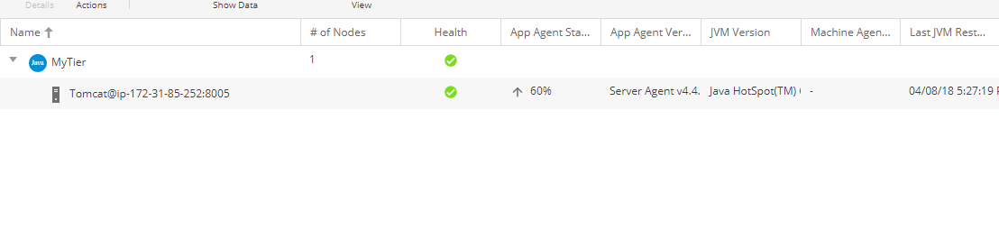 Details Actions Show Data View
Name # of Nodes Health App Agent Sta... App Agent Ver... JVM Version Machine Agen... Last JVM Rest...
Java MyTier 1
Tomcat@ip-172-31-85-252:8005 60% Server Agent v4.4. Java HotSpot(TM) - 04/08/18 5:27:19